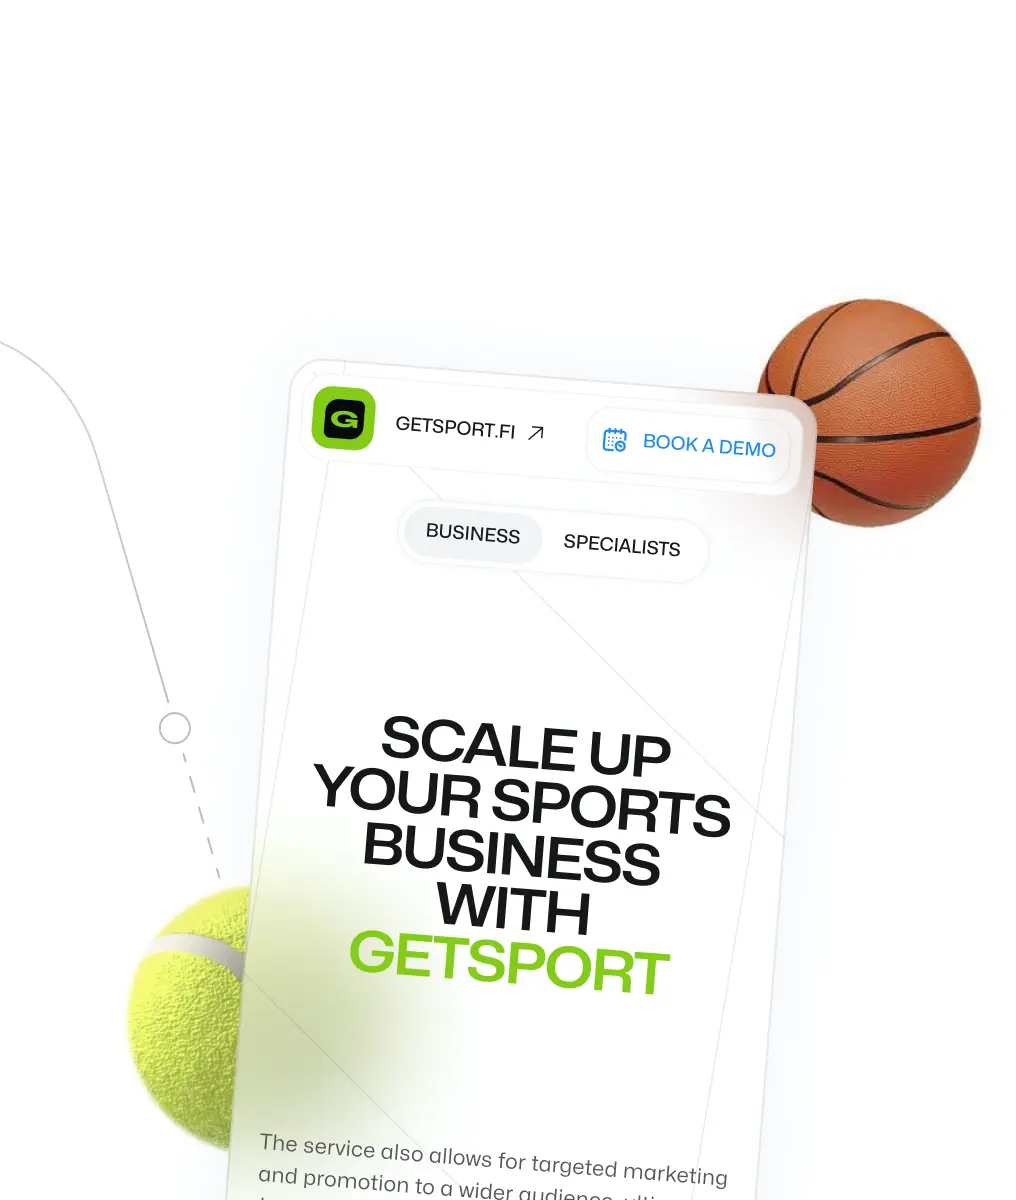 G
GETSPORT.FI
BOOK A DEMO
BUSINESS
SPECIALISTS
SCALE UP
YOUR SPORTS
BUSINESS
WITH
GETSPORT
The service also allows for targeted marketing
and promotion to a wider audience